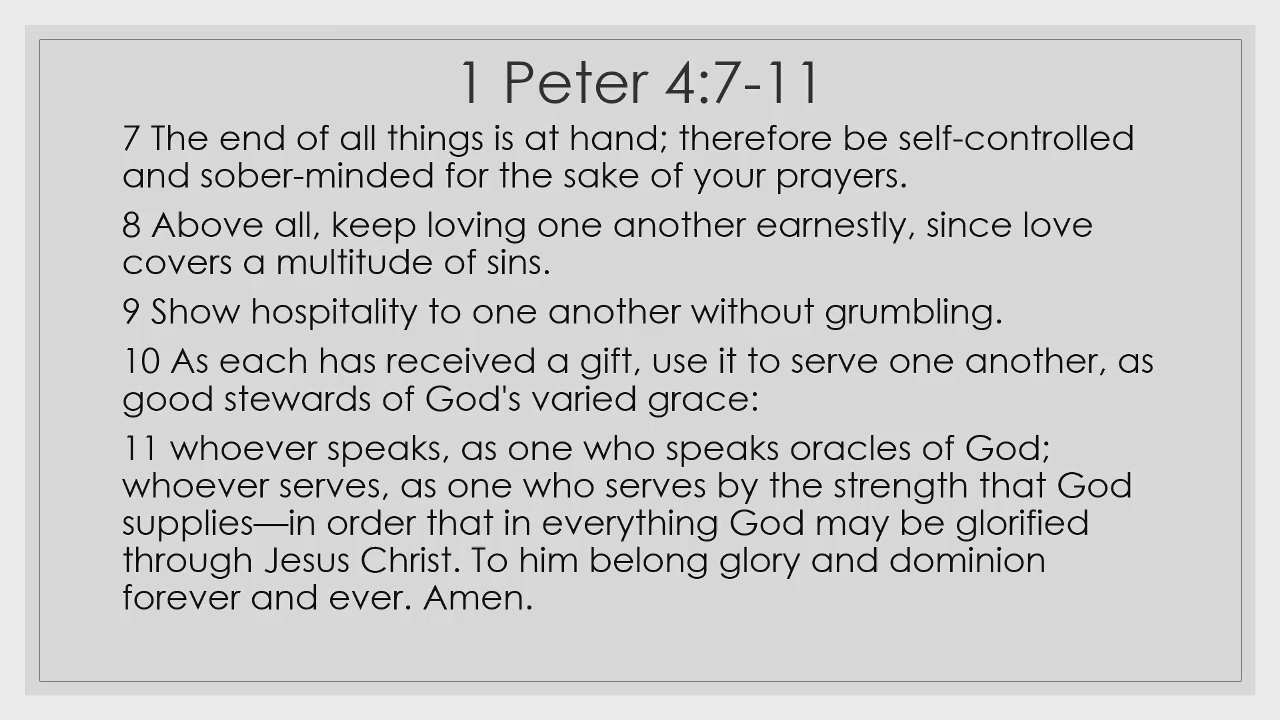 1 Peter 4:7-11
7 The end of all things is at hand; therefore be self-controlled
and sober-minded for the sake of your prayers.
8 Above all, keep loving one another earnestly, since love
covers a multitude of sins.
9 Show hospitality to one another without grumbling.
10 As each has received a gift, use it to serve one another, as
good stewards of God's varied grace:
11 whoever speaks, as one who speaks oracles of God;
whoever serves, as one who serves by the strength that God
supplies—in order that in everything God may be glorified
through Jesus Christ. To him belong glory and dominion
forever and ever. Amen.